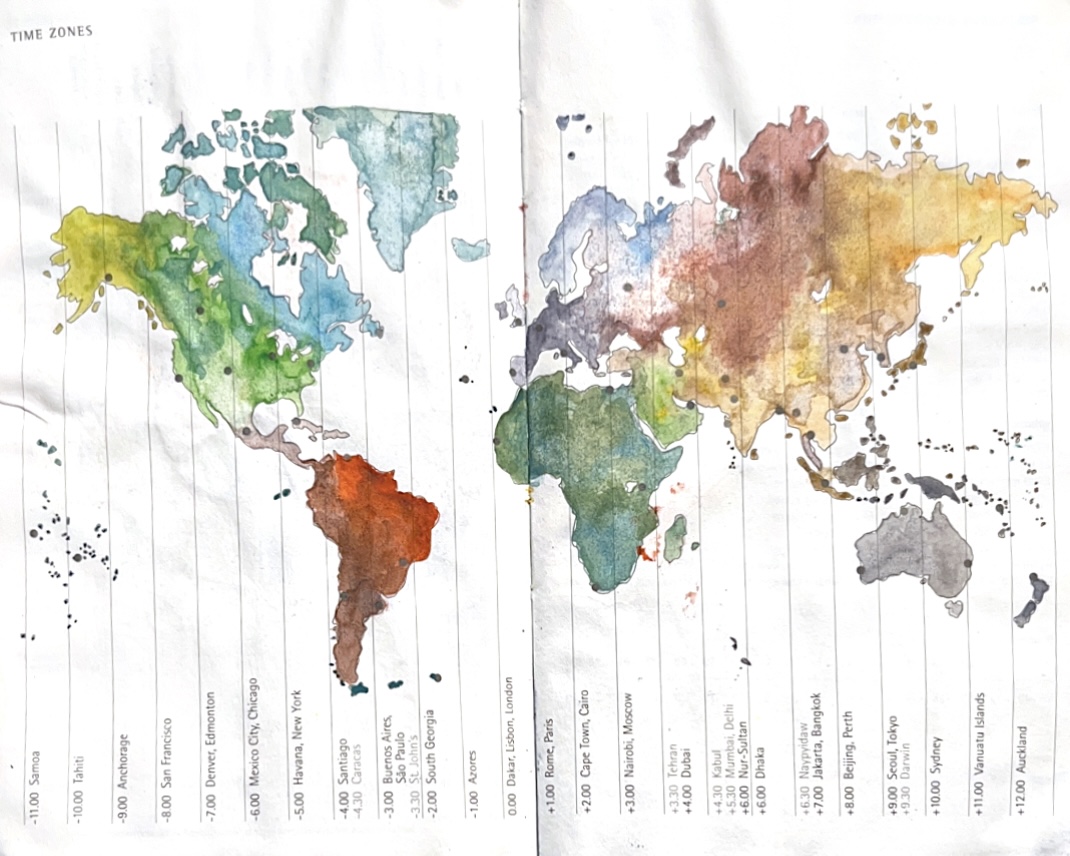 TIME ZONES
-11.00 Samoa
-10.00 Tahiti
-9.00 Anchorage
-8.00 San Francisco
-7.00 Denver, Edmonton
-6.00 Mexico City, Chicago
-5.00 Havana, New York
-4.00 Santiago
-4.30 Caracas
-3.00 Buenos Aires,
São Paulo
-3.30 St. John's
-2.00 South Georgia
-1.00 Azores
0.00 Dakar, Lisbon, London
+1.00 Rome, Paris
+2.00 Cape Town, Cairo
+3.00 Nairobi, Moscow
+3.30 Tehran
+4.00 Dubai
+4.30 Kabul
+5.30 Mumbai, Delhi
+6.00 Nur-Sultan
+6.00 Dhaka
+6.30 Naypyidaw
+7.00 Jakarta, Bangkok
+8.00 Beijing, Perth
+9.00 Seoul, Tokyo
+9.30 Darwin
+10.00 Sydney
+11.00 Vanuatu Islands
+12.00 Auckland